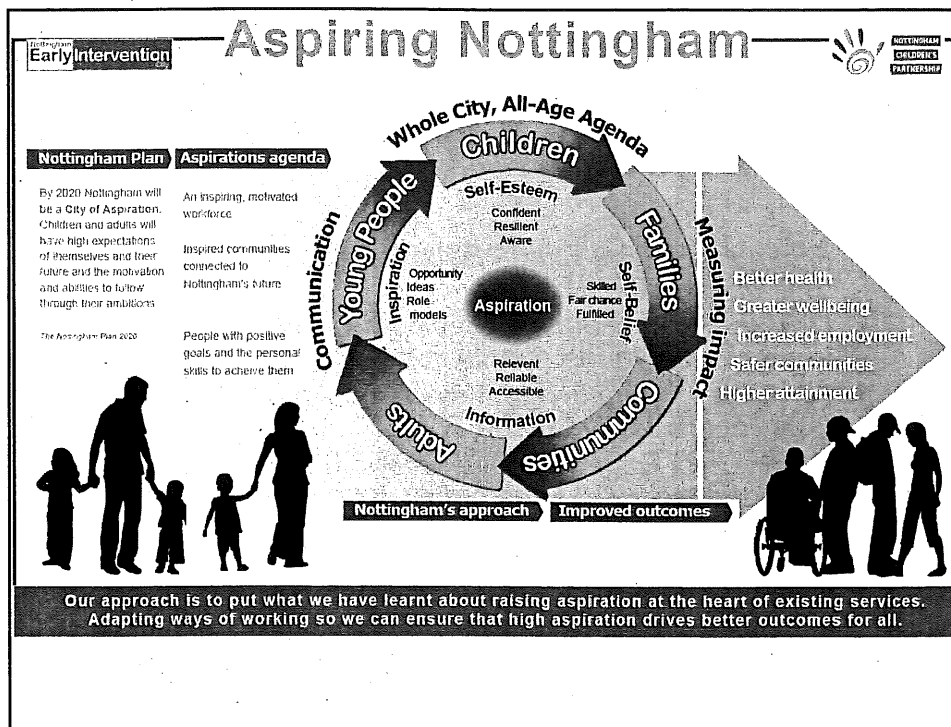 Aspiring Nottingham
Nottingham
Early Intervention
City
NOTTINGHAM
CHILDREN'S
PARTNERSHIP
Nottingham Plan
By 2020 Nottingham will
be a City of Aspiration.
Children and adults will
have high expectations
of themselves and their
future and the motivation
and abilities to follow
through their ambitions
The Nottingham Plan 2020
Aspirations agenda
An inspiring, motivated
workforce
Inspired communities
connected to
Nottingham's future
People with positive
goals and the personal
skills to achieve them
Whole City, All-Age Agenda
Communication
Measuring impact
Children
Families
Communities
Adults
Young People
Self-Esteem
Confident
Resilient
Aware
Inspiration
Opportunity
Ideas
Role
models
Aspiration
Skilled
Fair chance
Fulfilled
Self-Belief
Relevent
Reliable
Accessible
Information
Better health
Greater wellbeing
Increased employment
Safer communities
Higher attainment
Nottingham's approach
Improved outcomes
Our approach is to put what we have learnt about raising aspiration at the heart of existing services.
Adapting ways of working so we can ensure that high aspiration drives better outcomes for all.